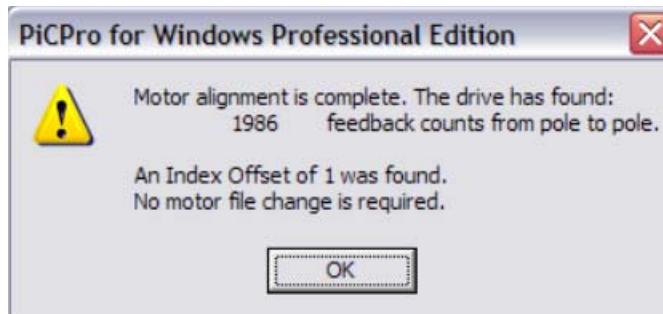 PiCPro for Windows Professional Edition
Motor alignment is complete. The drive has found:
1986 feedback counts from pole to pole.
An Index Offset of 1 was found.
No motor file change is required.
OK